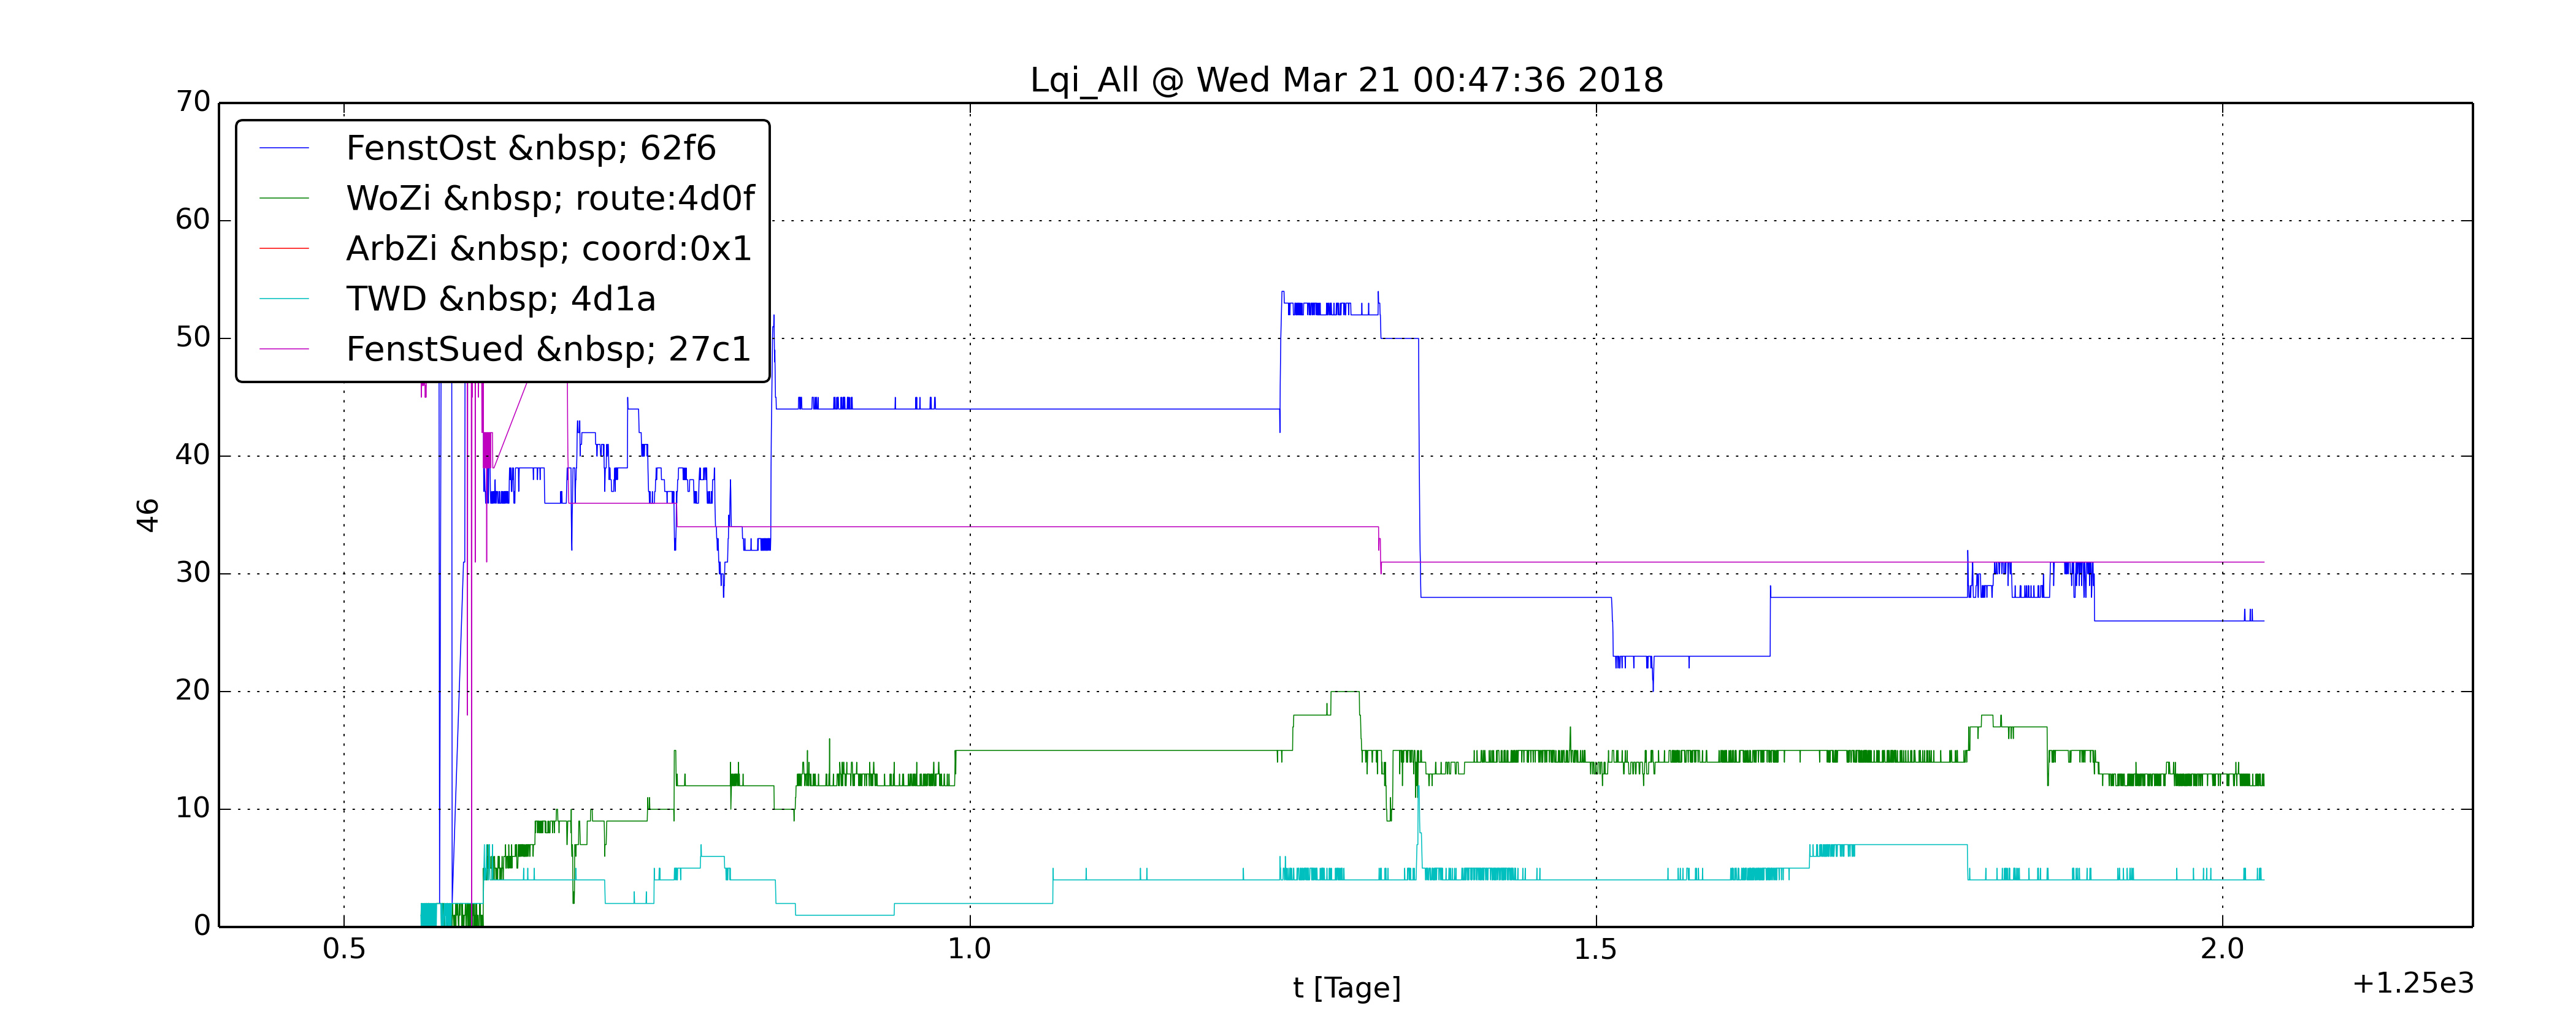 Lqi_All @ Wed Mar 21 00:47:36 2018
70
60
50
40
30
20
10
0
46
FenstOst &nbsp; 62f6
WoZi &nbsp; route:4d0f
ArbZi &nbsp; coord:0x1
TWD &nbsp; 4d1a
FenstSued &nbsp; 27c1
0.5 1.0 1.5 2.0
+1.25e3
t [Tage]